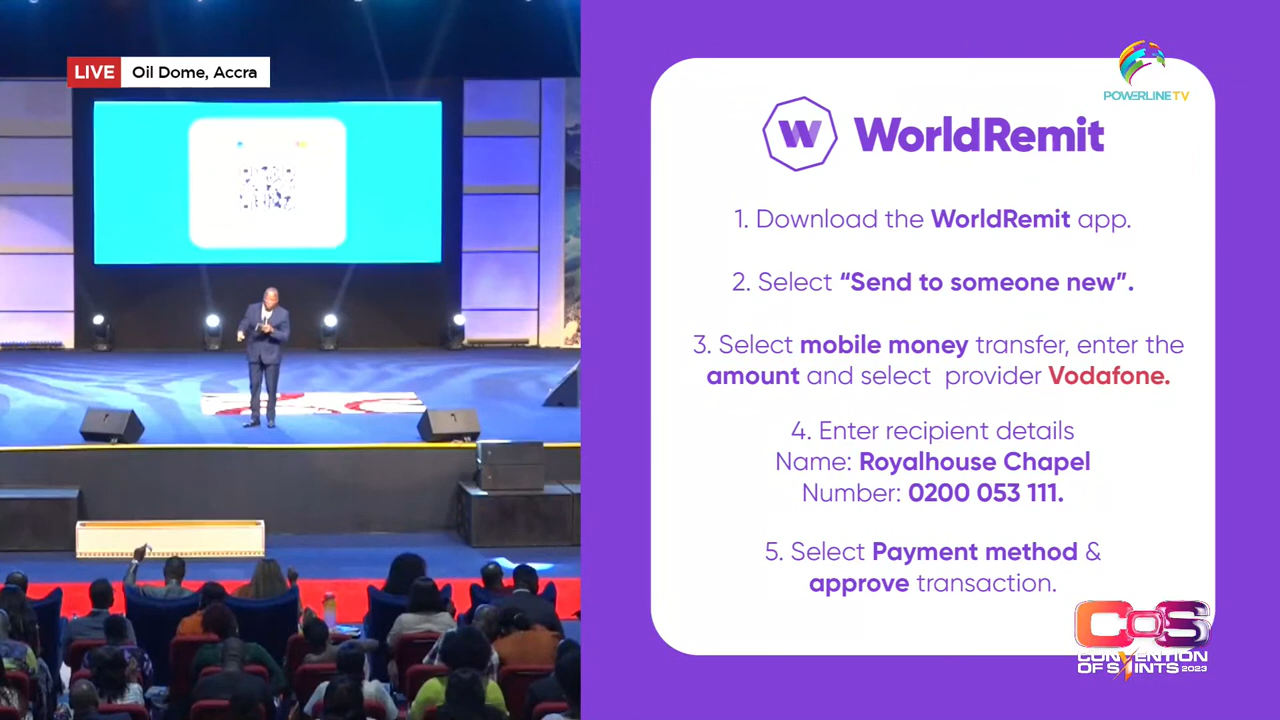 LIVE Oil Dome, Accra
POWERLINETV
W WorldRemit
1. Download the WorldRemit app.
2. Select “Send to someone new”.
3. Select mobile money transfer, enter the
amount and select provider Vodafone.
4. Enter recipient details
Name: Royalhouse Chapel
Number: 0200 053 111.
5. Select Payment method &
approve transaction.
COS
CONVENTION
OF SAINTS 2023